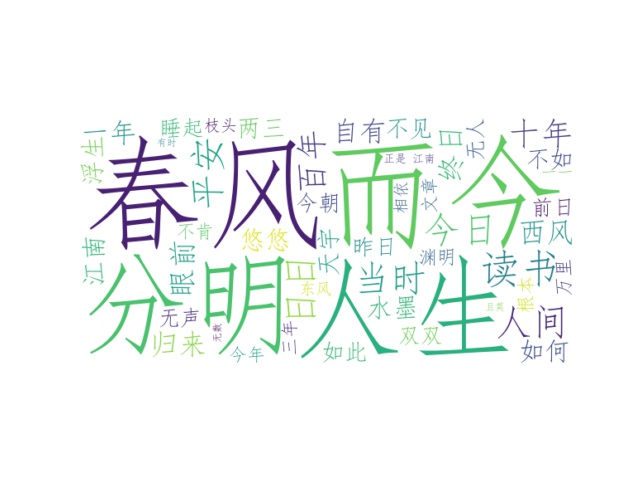 一年
睡起
枝头
两三
有时
浮生
平安
百年
自有
不见
终日
无人
十年
不如
春风
而今
正是 江南
今朝
相依
文章
江南
眼前
不肯
悠悠
天字
昨日
今日
渊明
西风
前日
分明
日日
东风
当时
水墨
读书
根本
万里
人生
无声
归来
无数
今年
三年
如此
双双
人间
如何